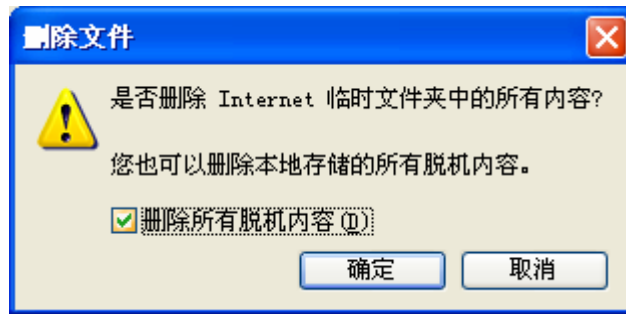 删除文件
是否删除 Internet 临时文件夹中的所有内容?
您也可以删除本地存储的所有脱机内容。
删除所有脱机内容(D)
确定
取消